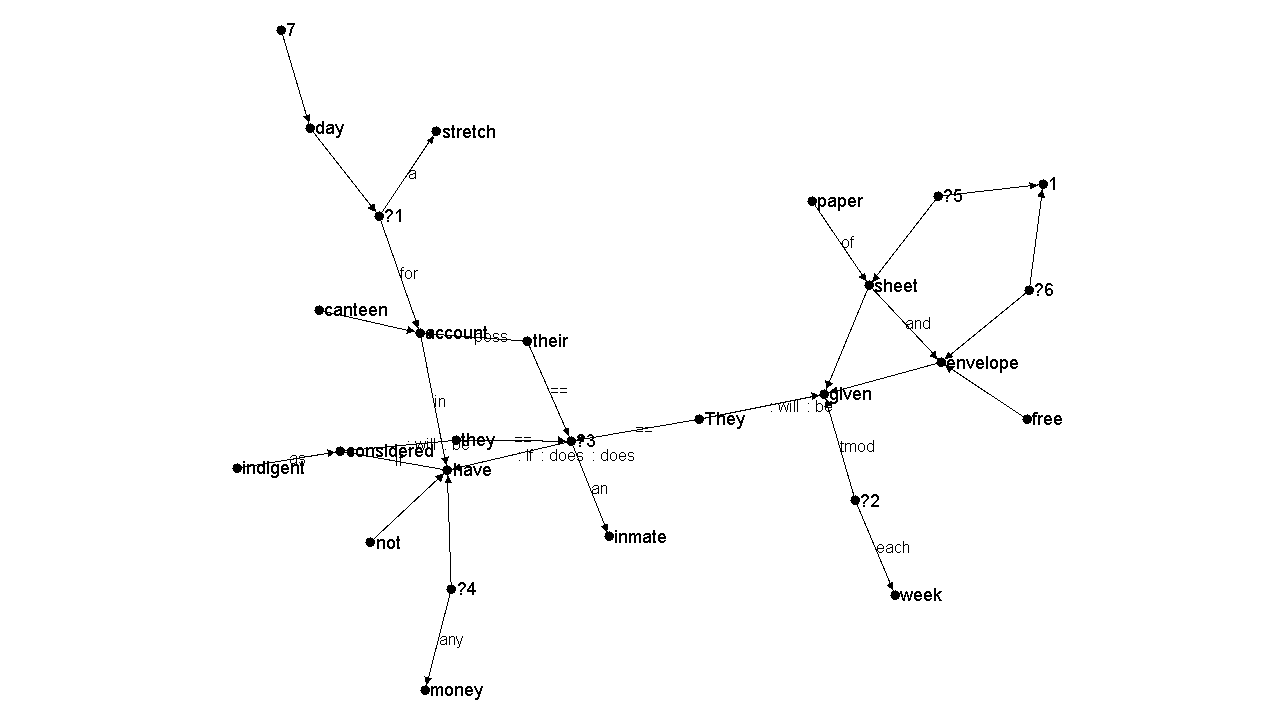 7
day
stretch
a
?1
paper
?5
1
of
for
sheet
?6
canteen
and
account
poss
their
envelope
==
given
in
: will : be
They
free
==
considered
: will : be
they
==
?3
tmod
as
indigent
if
have
: If : does : does
an
?2
not
inmate
each
?4
week
any
money